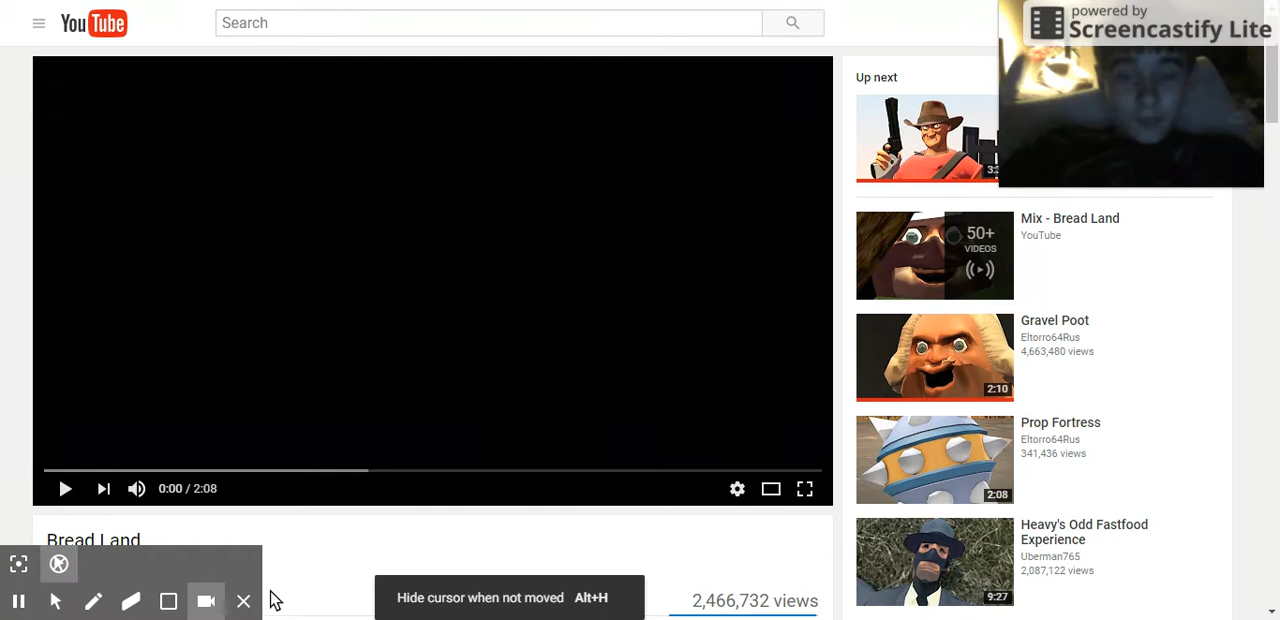 YouTube
Search
powered by
Screencastify Lite
Up next
3:
Mix - Bread Land
YouTube
50+
VIDEOS
Gravel Poot
Eltorro64Rus
4,663,480 views
2:10
Prop Fortress
Eltorro64Rus
341,436 views
2:08
Heavy's Odd Fastfood
Experience
Uberman765
2,087,122 views
9:27
0:00 / 2:08
Bread Land
Hide cursor when not moved Alt+H
2,466,732 views